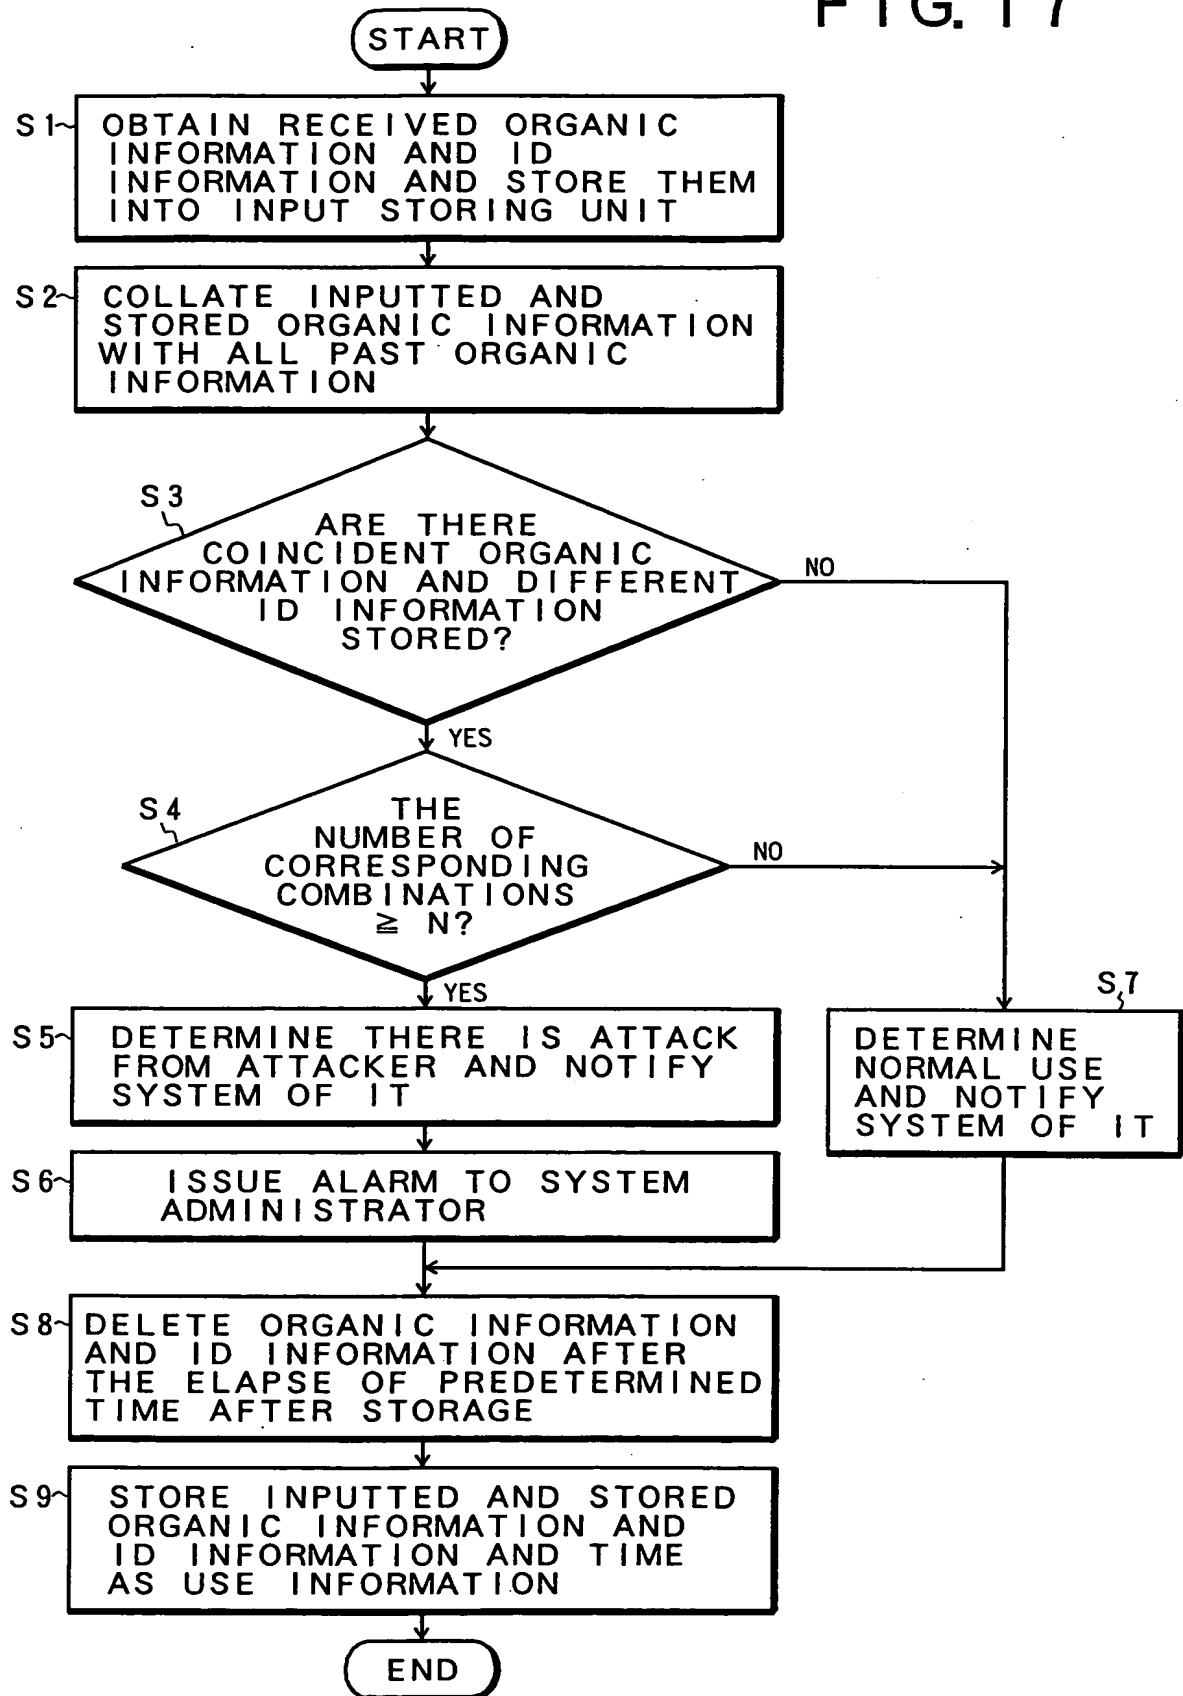 FIG. 17
START
S1
OBTAIN RECEIVED ORGANIC
INFORMATION AND ID
INFORMATION AND STORE THEM
INTO INPUT STORING UNIT
S2
COLLATE INPUTTED AND
STORED ORGANIC INFORMATION
WITH ALL PAST ORGANIC
INFORMATION
S3
ARE THERE
COINCIDENT ORGANIC
INFORMATION AND DIFFERENT
ID INFORMATION
STORED?
NO
YES
S4
THE
NUMBER OF
CORRESPONDING
COMBINATIONS
≧ N?
NO
YES
S5
DETERMINE THERE IS ATTACK
FROM ATTACKER AND NOTIFY
SYSTEM OF IT
S7
DETERMINE
NORMAL USE
AND NOTIFY
SYSTEM OF IT
S6
ISSUE ALARM TO SYSTEM
ADMINISTRATOR
S8
DELETE ORGANIC INFORMATION
AND ID INFORMATION AFTER
THE ELAPSE OF PREDETERMINED
TIME AFTER STORAGE
S9
STORE INPUTTED AND STORED
ORGANIC INFORMATION AND
ID INFORMATION AND TIME
AS USE INFORMATION
END